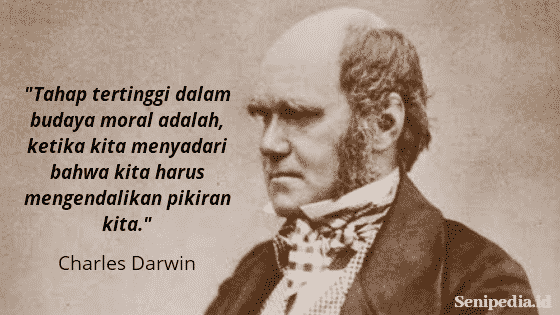 "Tahap tertinggi dalam
budaya moral adalah,
ketika kita menyadari
bahwa kita harus
mengendalikan pikiran
kita."
Charles Darwin
Senipedia.id